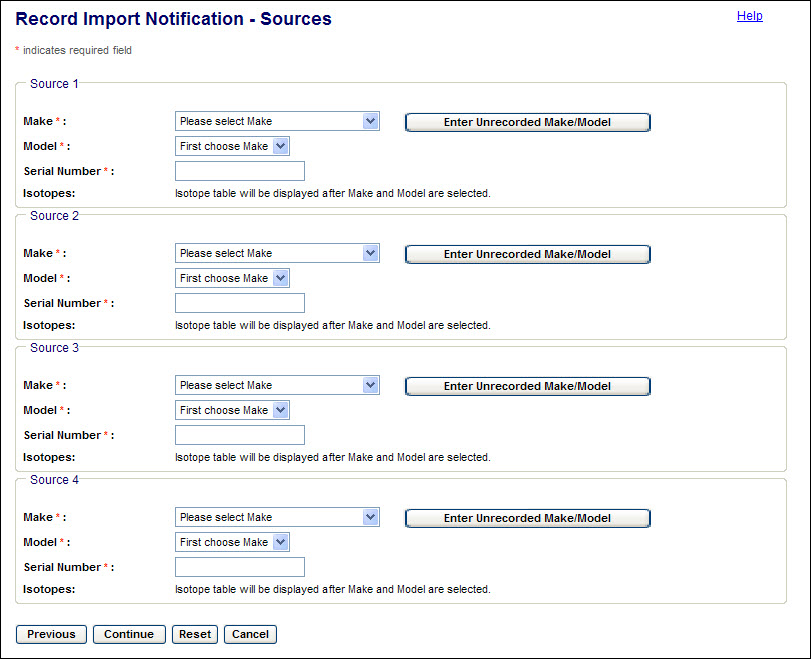 Record Import Notification - Sources
Help
* indicates required field
Source 1
Make * : Please select Make Enter Unrecorded Make/Model
Model * : First choose Make
Serial Number * :
Isotopes: Isotope table will be displayed after Make and Model are selected.
Source 2
Make * : Please select Make Enter Unrecorded Make/Model
Model * : First choose Make
Serial Number * :
Isotopes: Isotope table will be displayed after Make and Model are selected.
Source 3
Make * : Please select Make Enter Unrecorded Make/Model
Model * : First choose Make
Serial Number * :
Isotopes: Isotope table will be displayed after Make and Model are selected.
Source 4
Make * : Please select Make Enter Unrecorded Make/Model
Model * : First choose Make
Serial Number * :
Isotopes: Isotope table will be displayed after Make and Model are selected.
Previous Continue Reset Cancel